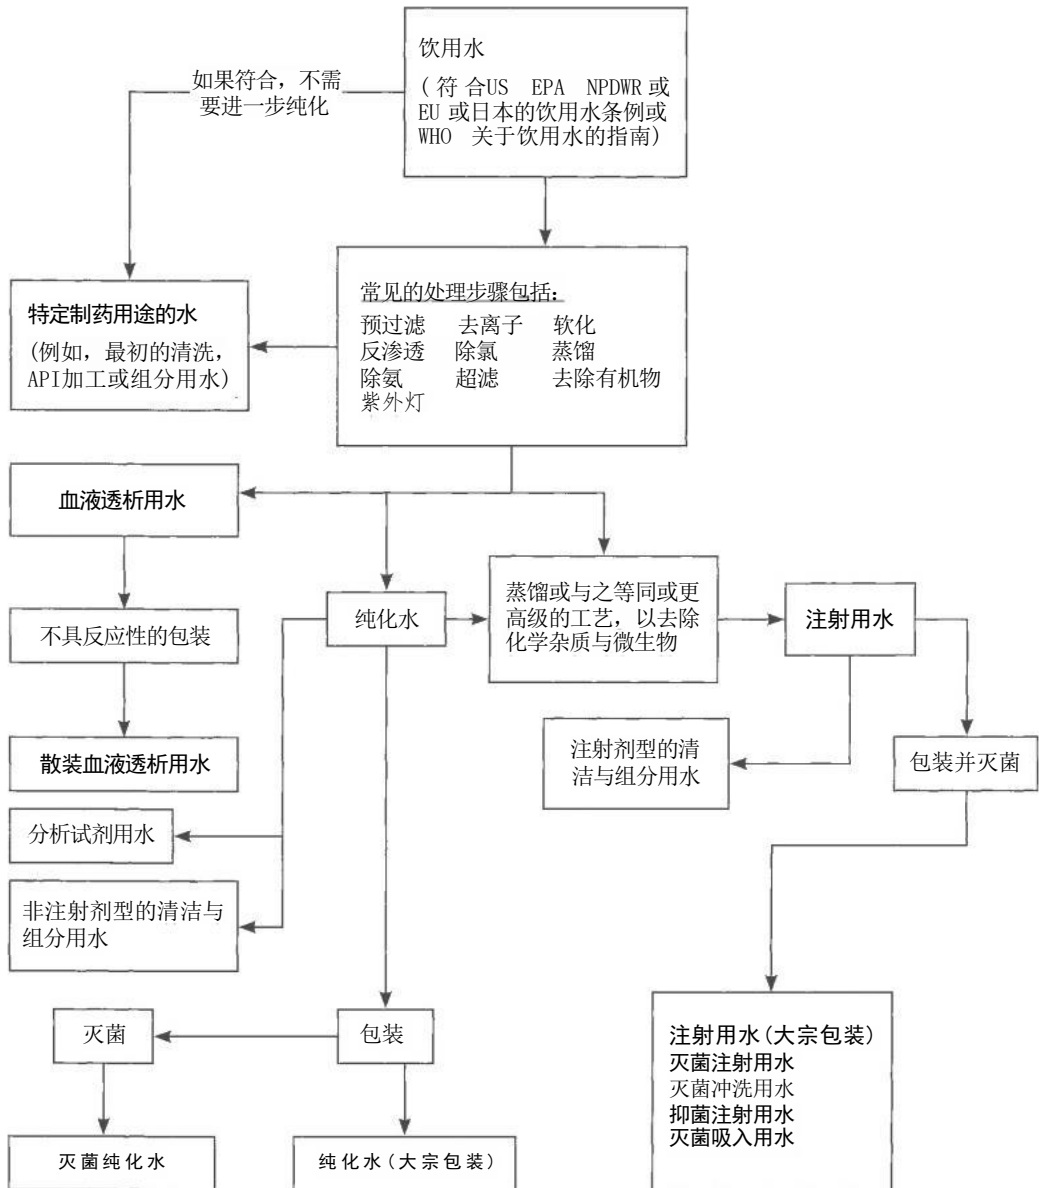 饮用水
如果符合，不需
要进一步纯化
(符合US EPA NPDWR或
EU或日本的饮用水条例或
WHO 关于饮用水的指南)
常见的处理步骤包括：
预过滤 去离子 软化
反渗透 除氯 蒸馏
除氨 超滤 去除有机物
紫外灯
特定制药用途的水
(例如，最初的清洗，
API加工或组分用水)
血液透析用水
不具反应性的包装
散装血液透析用水
纯化水
蒸馏或与之等同或更
高级的工艺，以去除
化学杂质与微生物
注射用水
注射剂型的清
洁与组分用水
包装并灭菌
分析试剂用水
非注射剂型的清洁与
组分用水
灭菌
包装
注射用水(大宗包装)
灭菌注射用水
灭菌冲洗用水
抑菌注射用水
灭菌吸入用水
灭菌纯化水
纯化水(大宗包装)